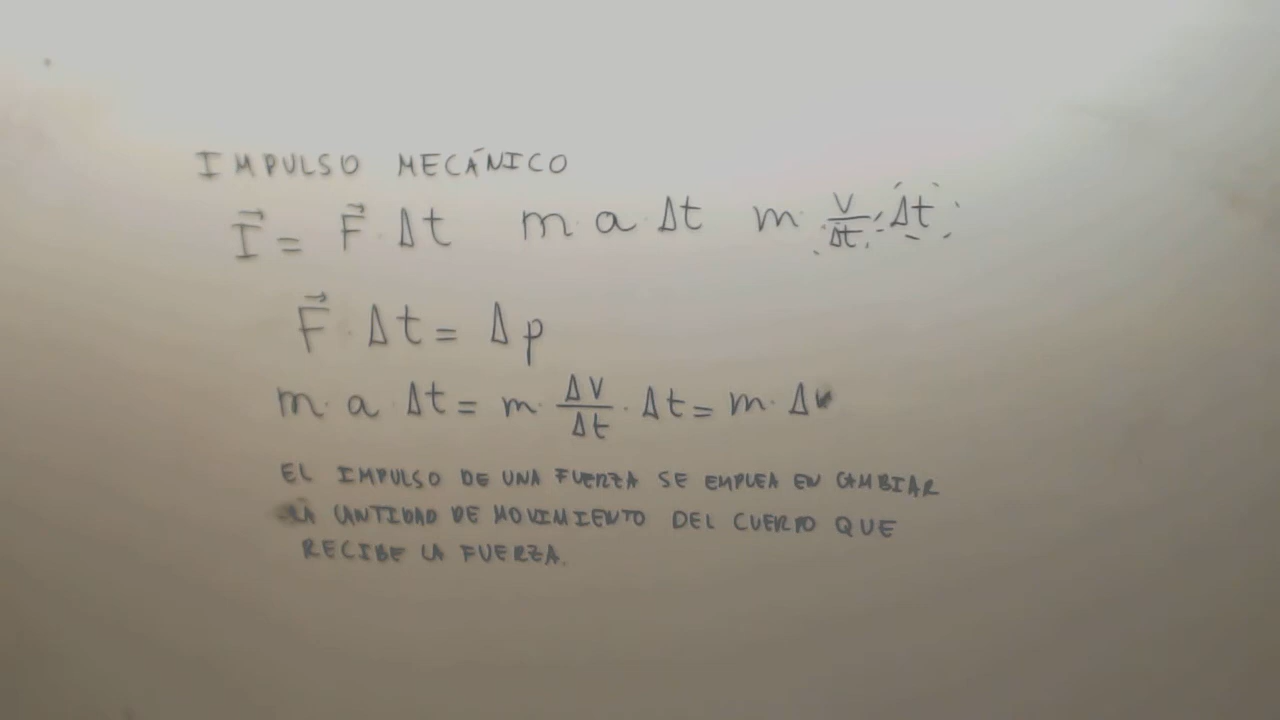 IMPULSO MECÁNICO
I⃗ = F⃗ · Δt m · a · Δt m · v/Δt · Δt
F⃗ · Δt = Δp
m · a Δt = m · Δv/Δt · Δt = m · Δv
EL IMPULSO DE UNA FUERZA SE EMPLEA EN CAMBIAR
LA CANTIDAD DE MOVIMIENTO DEL CUERPO QUE
RECIBE LA FUERZA.